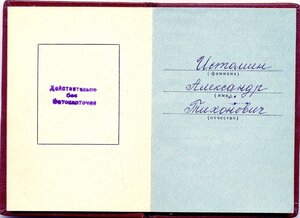 Действительно
без
фотокарточки
Истомин
(фамилия)
Александр
(имя)
Тихонович
(отчество)